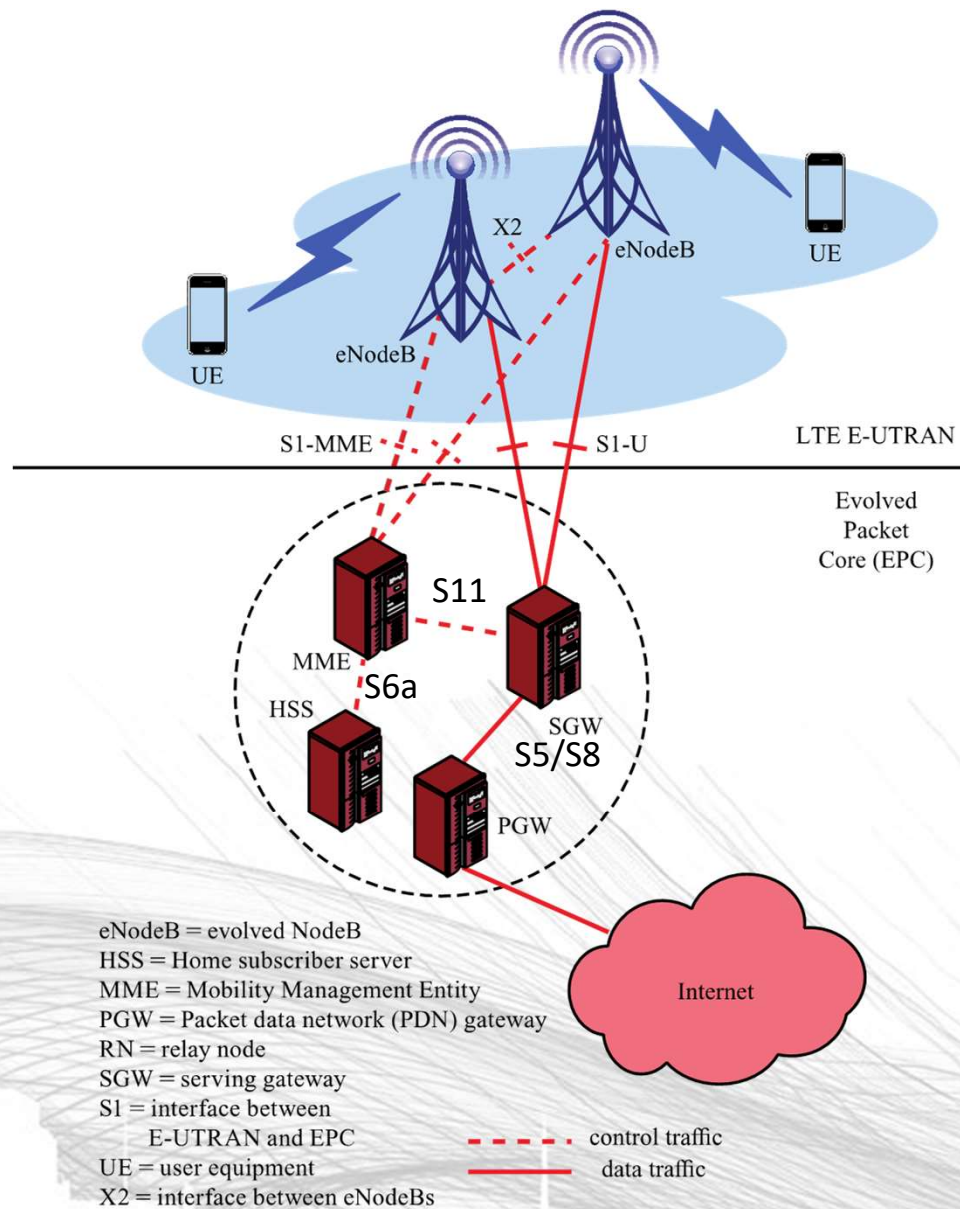 X2
eNodeB
UE
eNodeB
UE
S1-MME
S1-U
LTE E-UTRAN
Evolved
Packet
Core (EPC)
S11
MME
S6a
HSS
SGW
S5/S8
PGW
eNodeB = evolved NodeB
HSS = Home subscriber server
MME = Mobility Management Entity
PGW = Packet data network (PDN) gateway
RN = relay node
SGW = serving gateway
S1 = interface between
E-UTRAN and EPC
UE = user equipment
X2 = interface between eNodeBs
Internet
control traffic
data traffic